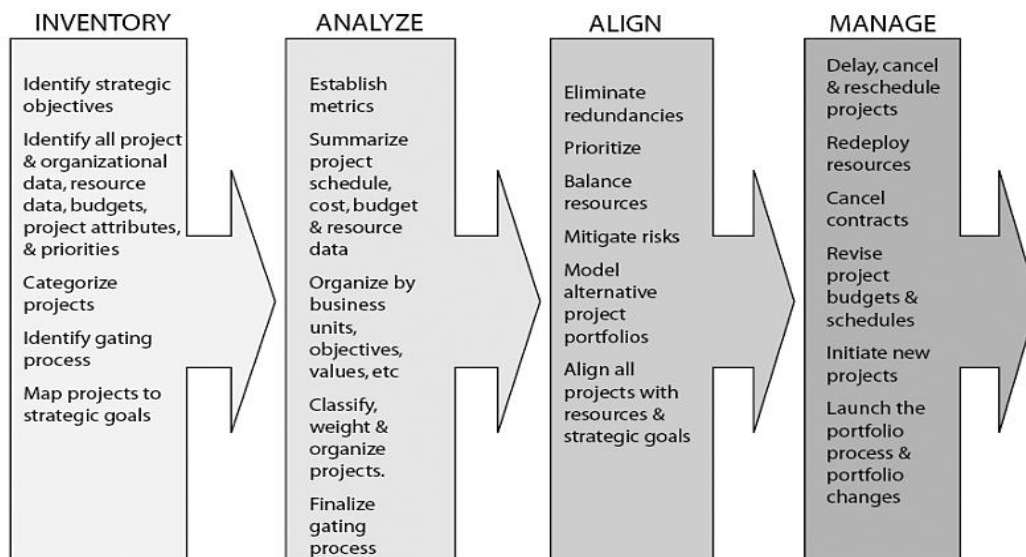 INVENTORY
Identify strategic
objectives
Identify all project
& organizational
data, resource
data, budgets,
project attributes,
& priorities
Categorize
projects
Identify gating
process
Map projects to
strategic goals
ANALYZE
Establish
metrics
Summarize
project
schedule,
cost, budget
& resource
data
Organize by
business
units,
objectives,
values, etc
Classify,
weight &
organize
projects.
Finalize
gating
process
ALIGN
Eliminate
redundancies
Prioritize
Balance
resources
Mitigate risks
Model
alternative
project
portfolios
Align all
projects with
resources &
strategic goals
MANAGE
Delay, cancel
& reschedule
projects
Redeploy
resources
Cancel
contracts
Revise
project
budgets &
schedules
Initiate new
projects
Launch the
portfolio
process &
portfolio
changes